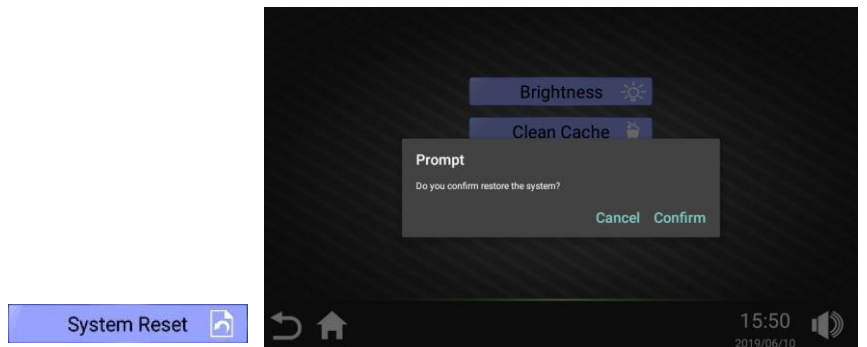 System Reset
Brightness
Clean Cache
Prompt
Do you confirm restore the system?
Cancel Confirm
15:50
2019/06/10